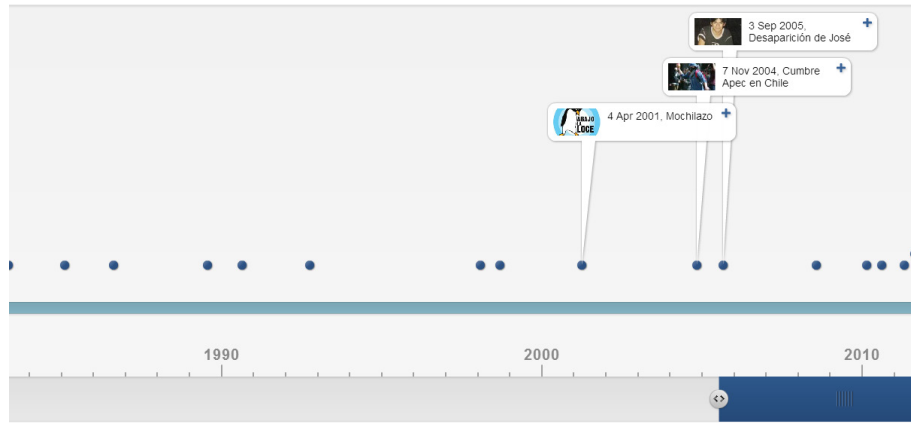 3 Sep 2005,
Desaparición de José
7 Nov 2004, Cumbre
Apec en Chile
ABAJO
LA
LOCE
4 Apr 2001, Mochilazo
1990
2000
2010